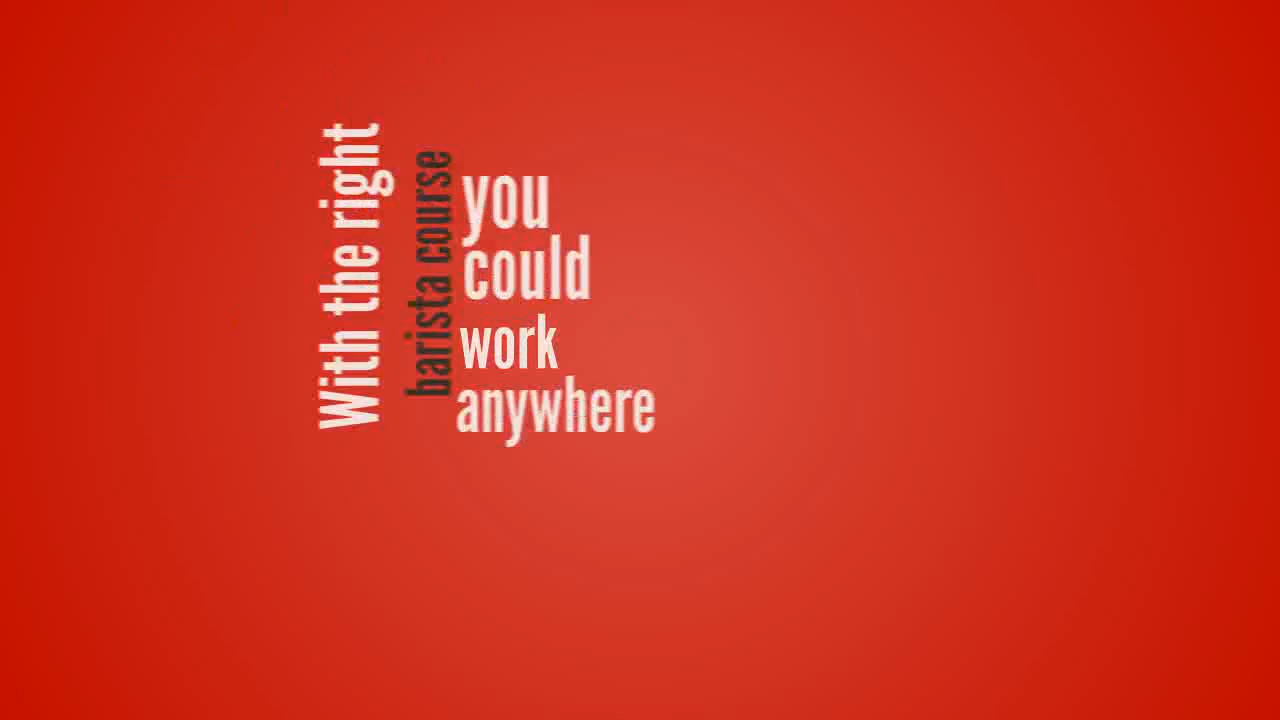 With the right
barista course
you
could
work
anywhere